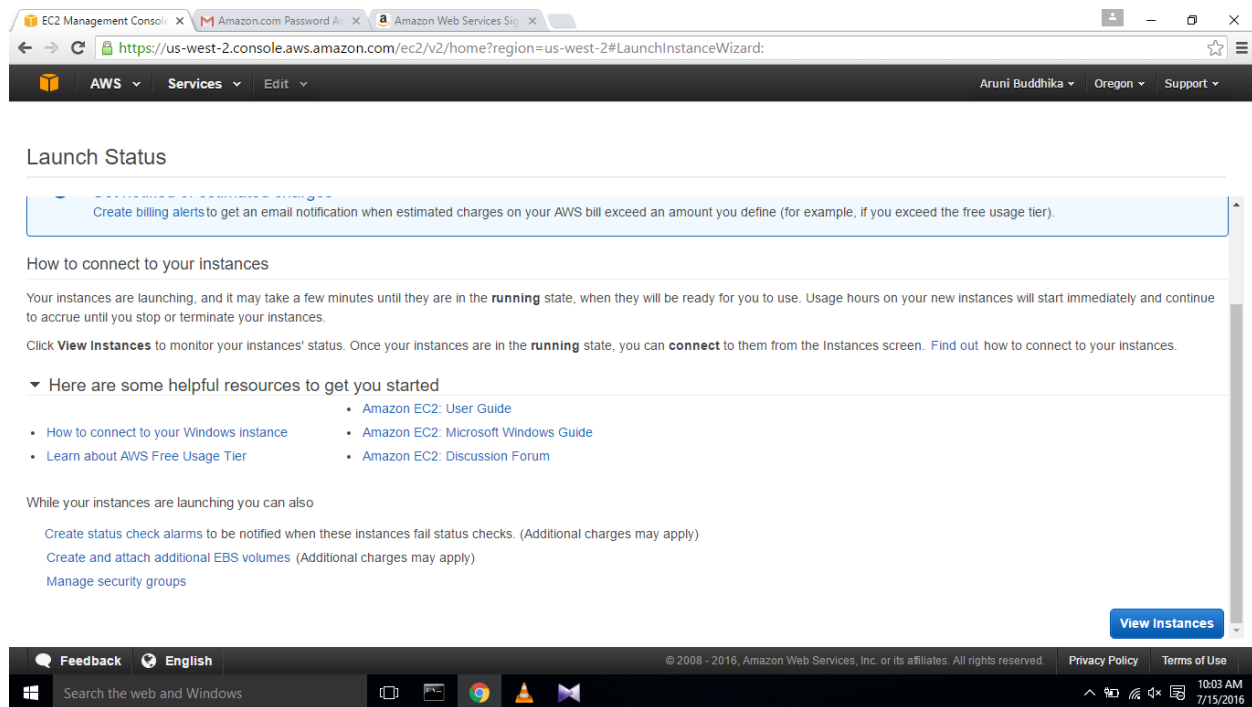 EC2 Management Console
Amazon.com Password As
Amazon Web Services Sig
https://us-west-2.console.aws.amazon.com/ec2/v2/home?region=us-west-2#LaunchInstanceWizard:
AWS Services Edit Aruni Buddhika Oregon Support
Launch Status
Get notified of estimated charges
Create billing alerts to get an email notification when estimated charges on your AWS bill exceed an amount you define (for example, if you exceed the free usage tier).
How to connect to your instances
Your instances are launching, and it may take a few minutes until they are in the running state, when they will be ready for you to use. Usage hours on your new instances will start immediately and continue
to accrue until you stop or terminate your instances.
Click View Instances to monitor your instances' status. Once your instances are in the running state, you can connect to them from the Instances screen. Find out how to connect to your instances.
Here are some helpful resources to get you started
• Amazon EC2: User Guide
• How to connect to your Windows instance • Amazon EC2: Microsoft Windows Guide
• Learn about AWS Free Usage Tier • Amazon EC2: Discussion Forum
While your instances are launching you can also
Create status check alarms to be notified when these instances fail status checks. (Additional charges may apply)
Create and attach additional EBS volumes (Additional charges may apply)
Manage security groups
View Instances
Feedback English © 2008 - 2016, Amazon Web Services, Inc. or its affiliates. All rights reserved. Privacy Policy Terms of Use
Search the web and Windows
10:03 AM
7/15/2016